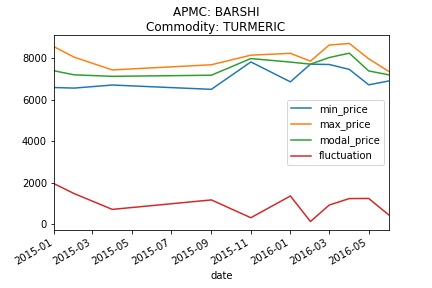 APMC: BARSHI
Commodity: TURMERIC
8000
6000
4000
2000
0
min_price
max_price
modal_price
fluctuation
2015-01
2015-03
2015-05
2015-07
2015-09
2015-11
2016-01
2016-03
2016-05
date